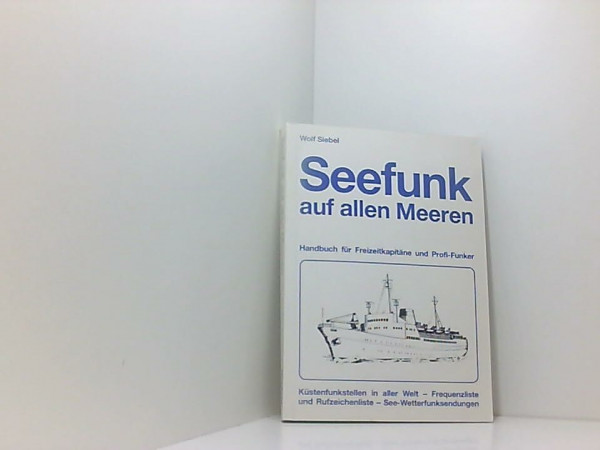 Wolf Siebel
Seefunk
auf allen Meeren
Handbuch für Freizeitkapitäne und Profi-Funker
Küstenfunkstellen in aller Welt – Frequenzliste
und Rufzeichenliste – See-Wetterfunksendungen